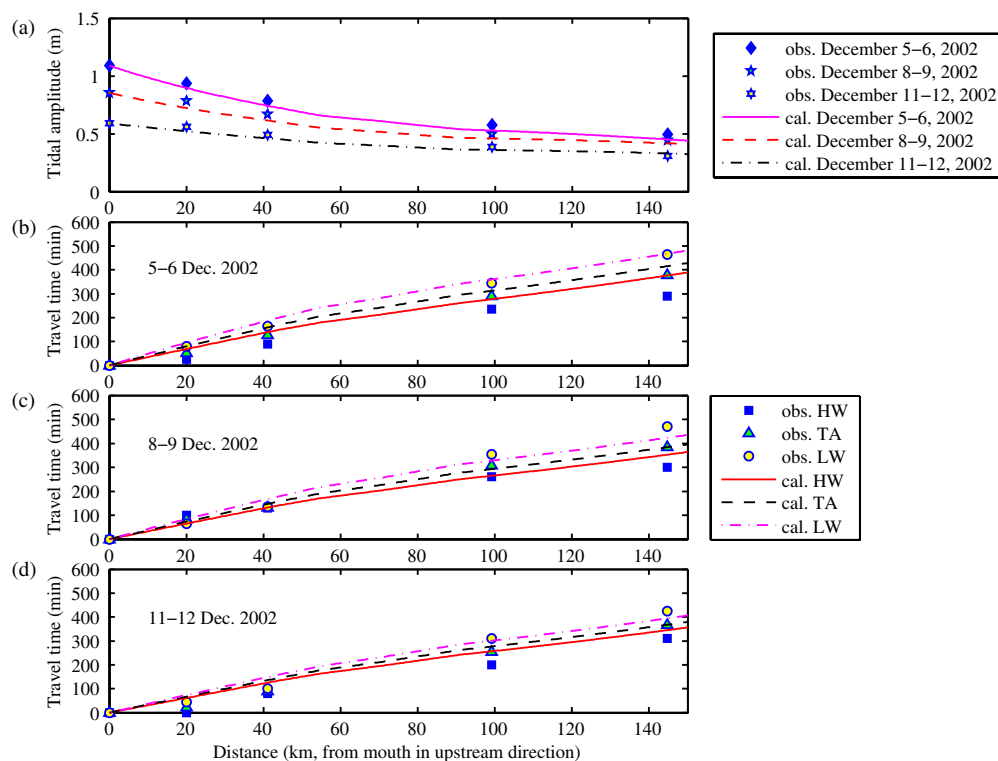 (a)
Tidal amplitude (m)
1.5
1
0.5
0
0 20 40 60 80 100 120 140
obs. December 5−6, 2002
obs. December 8−9, 2002
obs. December 11−12, 2002
cal. December 5−6, 2002
cal. December 8−9, 2002
cal. December 11−12, 2002
(b)
Travel time (min)
600
500
400
300
200
100
0
5−6 Dec. 2002
0 20 40 60 80 100 120 140
(c)
Travel time (min)
600
500
400
300
200
100
0
8−9 Dec. 2002
0 20 40 60 80 100 120 140
obs. HW
obs. TA
obs. LW
cal. HW
cal. TA
cal. LW
(d)
Travel time (min)
600
500
400
300
200
100
0
11−12 Dec. 2002
0 20 40 60 80 100 120 140
Distance (km, from mouth in upstream direction)